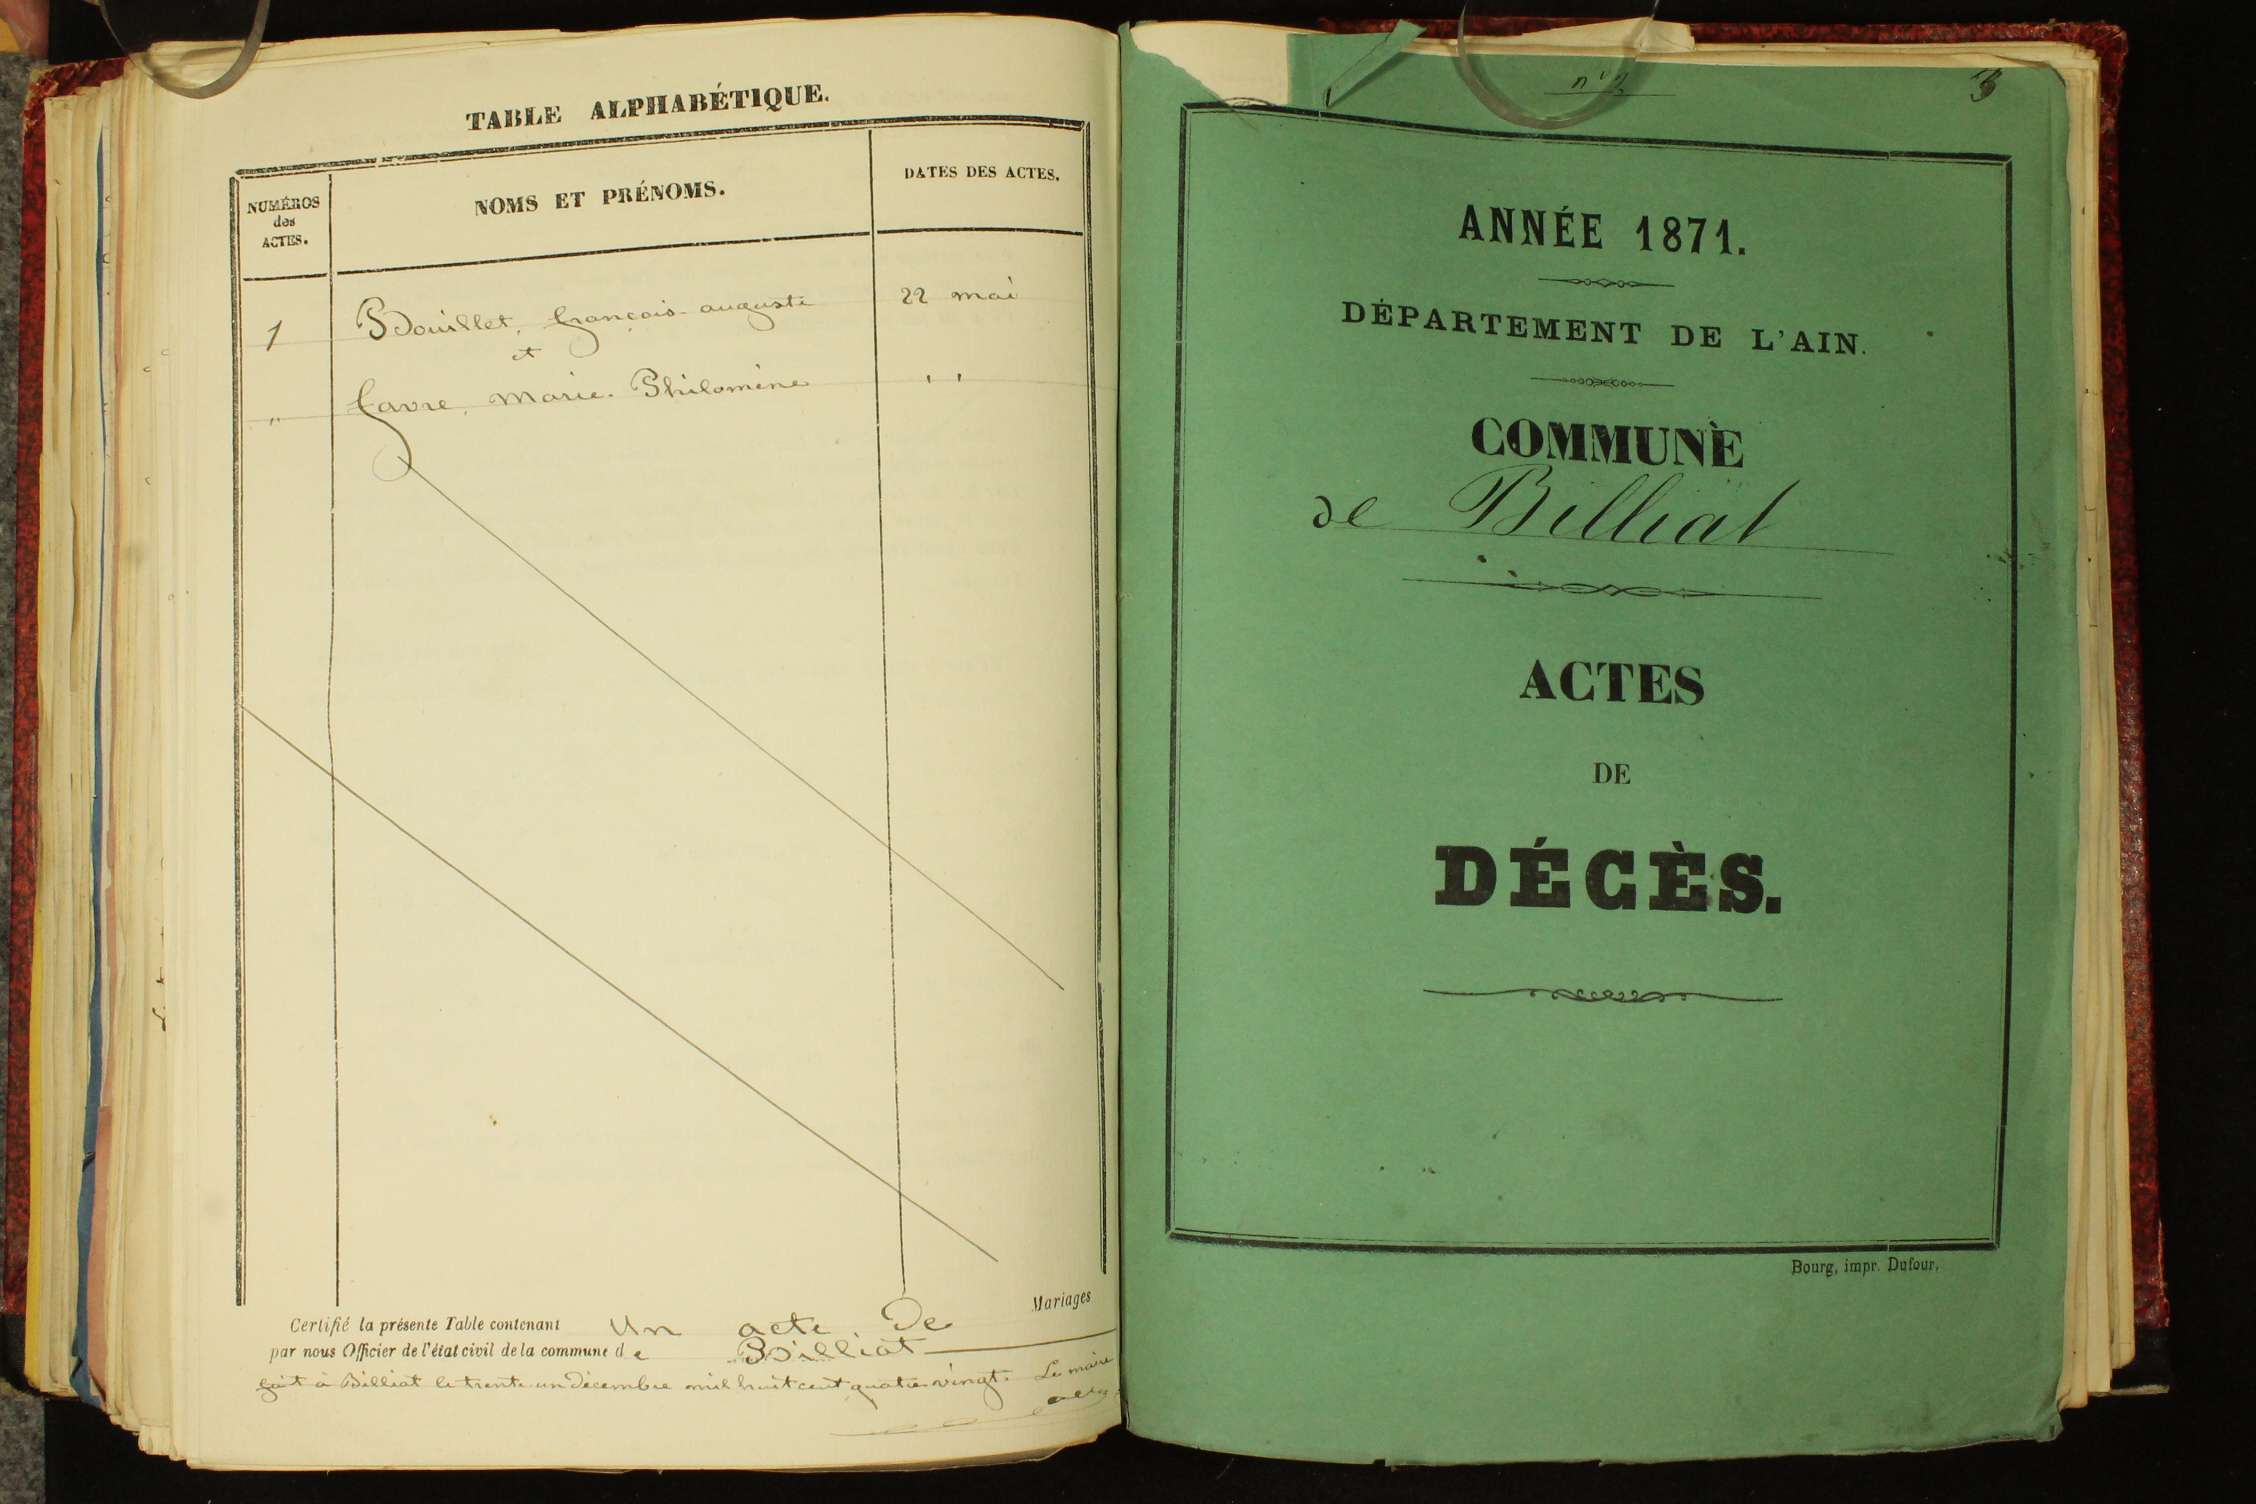 TABLE ALPHABÉTIQUE.
NUMÉROS
des
ACTES.
NOMS ET PRÉNOMS.
DATES DES ACTES.
1 Bouillet, françois auguste 22 mai
et
" favre, Marie. Philomène " "
Certifié la présente Table contenant un acte de Mariages
par nous Officier de l'état civil de la commune de Billiat
fait à Billiat le trente un décembre mil huit cent quatre vingt. Le maire
3
ANNÉE 1871.
DÉPARTEMENT DE L'AIN.
COMMUNE
de Billiat
ACTES
DE
DÉCÈS.
Bourg, impr. Dufour.